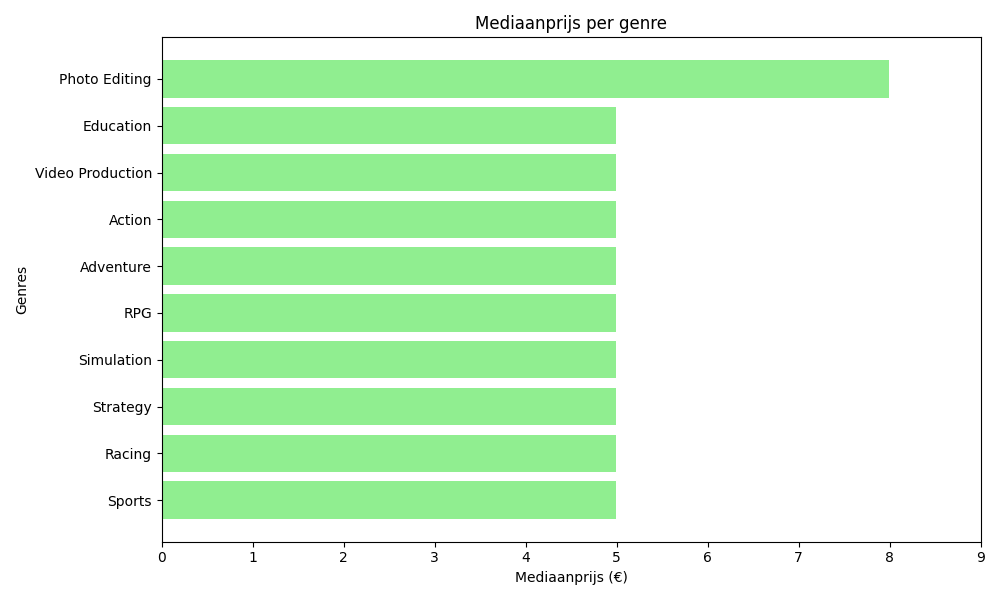 Mediaanprijs per genre
Photo Editing
Education
Video Production
Action
Adventure
RPG
Simulation
Strategy
Racing
Sports
Genres
0 1 2 3 4 5 6 7 8 9
Mediaanprijs (€)